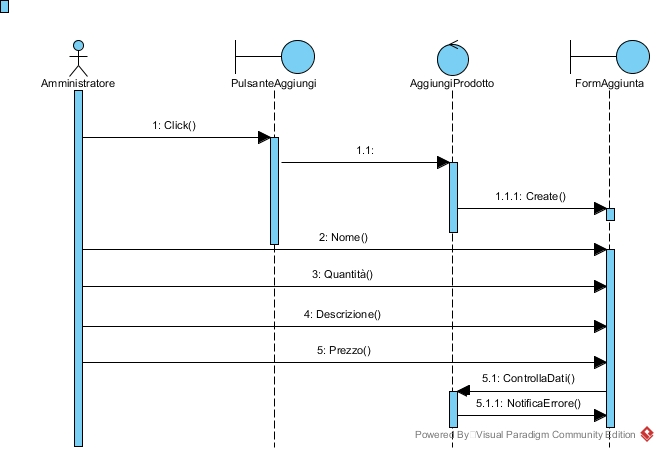 Amministratore
PulsanteAggiungi
AggiungiProdotto
FormAggiunta
1: Click()
1.1:
1.1.1: Create()
2: Nome()
3: Quantità()
4: Descrizione()
5: Prezzo()
5.1: ControllaDati()
5.1.1: NotificaErrore()
Powered By Visual Paradigm Community Edition